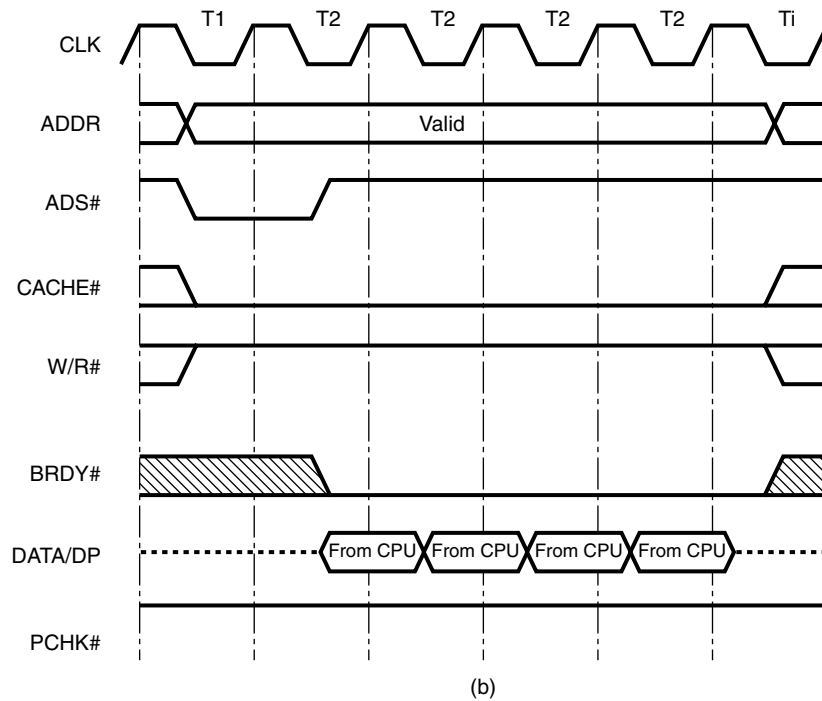 T1 T2 T2 T2 T2 Ti
CLK
ADDR Valid
ADS#
CACHE#
W/R#
BRDY#
DATA/DP From CPU From CPU From CPU From CPU
PCHK#
(b)